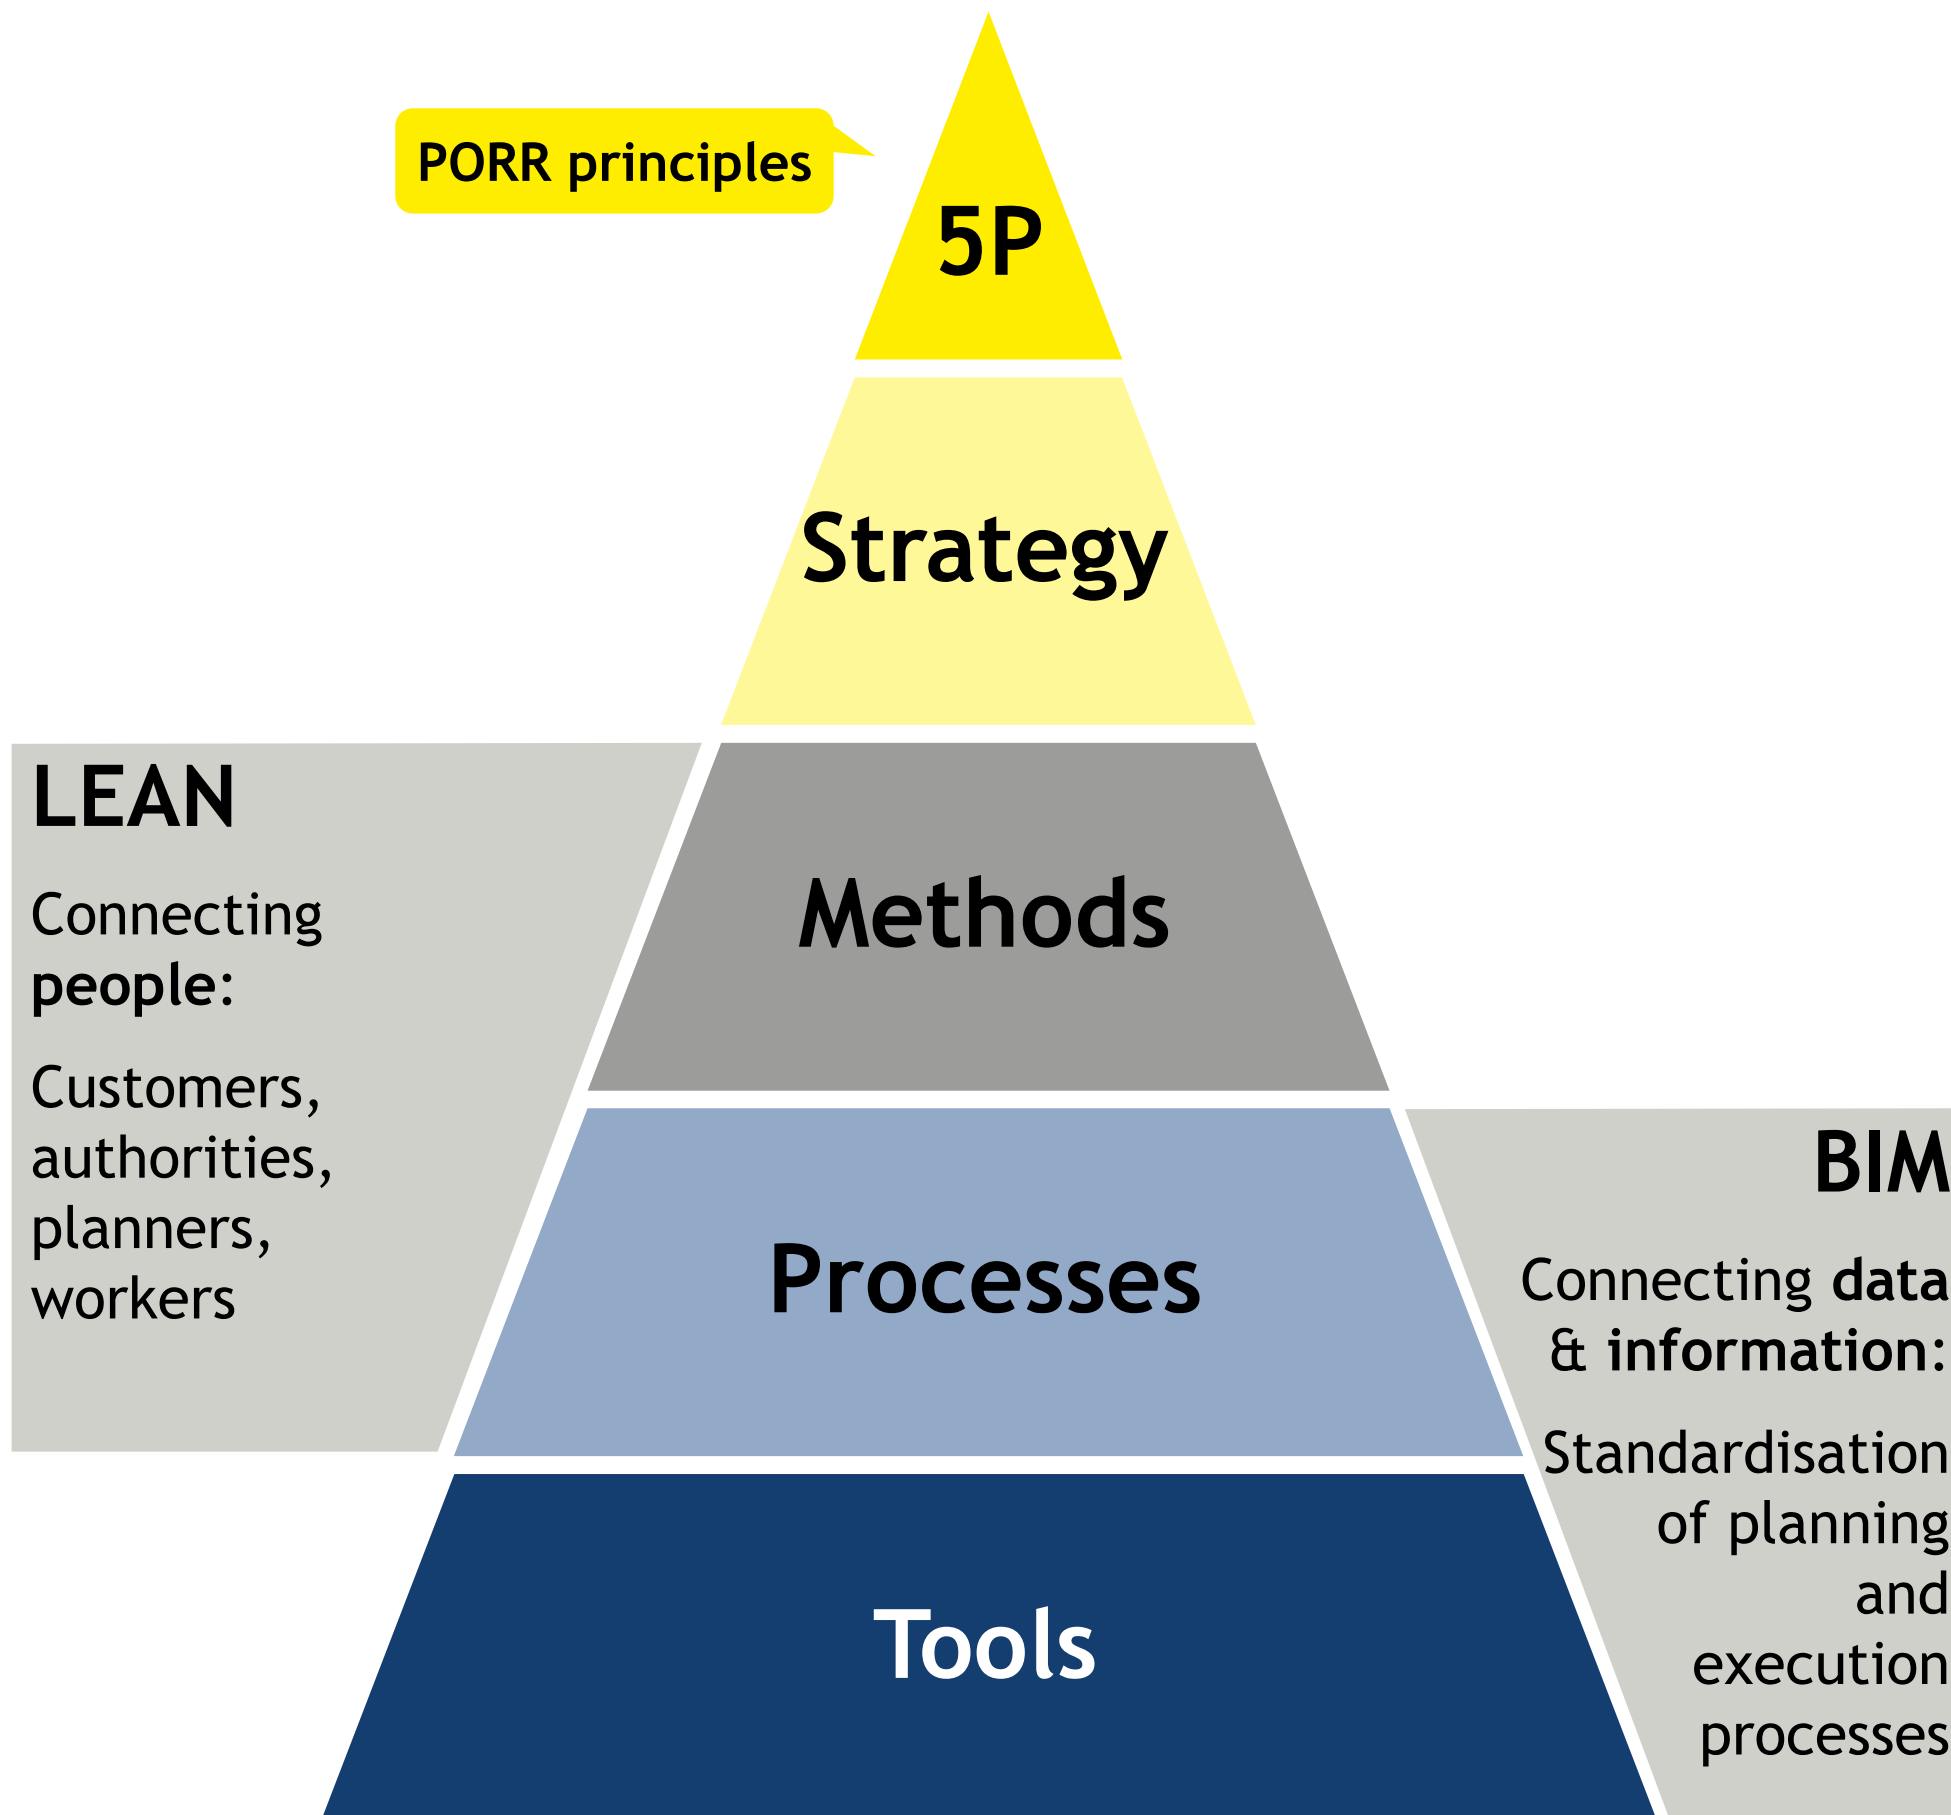 PORR principles
5P
Strategy
LEAN
Connecting
people:
Customers,
authorities,
planners,
workers
Methods
Processes
BIM
Connecting data
& information:
Standardisation
of planning
and
execution
processes
Tools